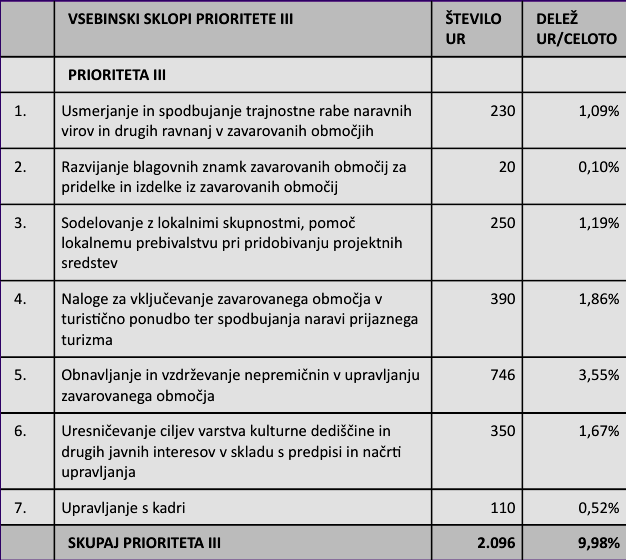 VSEBINSKI SKLOPI PRIORITETE III ŠTEVILO DELEŽ
UR UR/CELOTO
PRIORITETA III
1. Usmerjanje in spodbujanje trajnostne rabe naravnih 230 1,09%
virov in drugih ravnanj v zavarovanih območjih
2. Razvijanje blagovnih znamk zavarovanih območij za 20 0,10%
pridelke in izdelke iz zavarovanih območij
3. Sodelovanje z lokalnimi skupnostmi, pomoč 250 1,19%
lokalnemu prebivalstvu pri pridobivanju projektnih
sredstev
4. Naloge za vključevanje zavarovanega območja v 390 1,86%
turistično ponudbo ter spodbujanja naravi prijaznega
turizma
5. Obnavljanje in vzdrževanje nepremičnin v upravljanju 746 3,55%
zavarovanega območja
6. Uresničevanje ciljev varstva kulturne dediščine in 350 1,67%
drugih javnih interesov v skladu s predpisi in načrti
upravljanja
7. Upravljanje s kadri 110 0,52%
SKUPAJ PRIORITETA III 2.096 9,98%